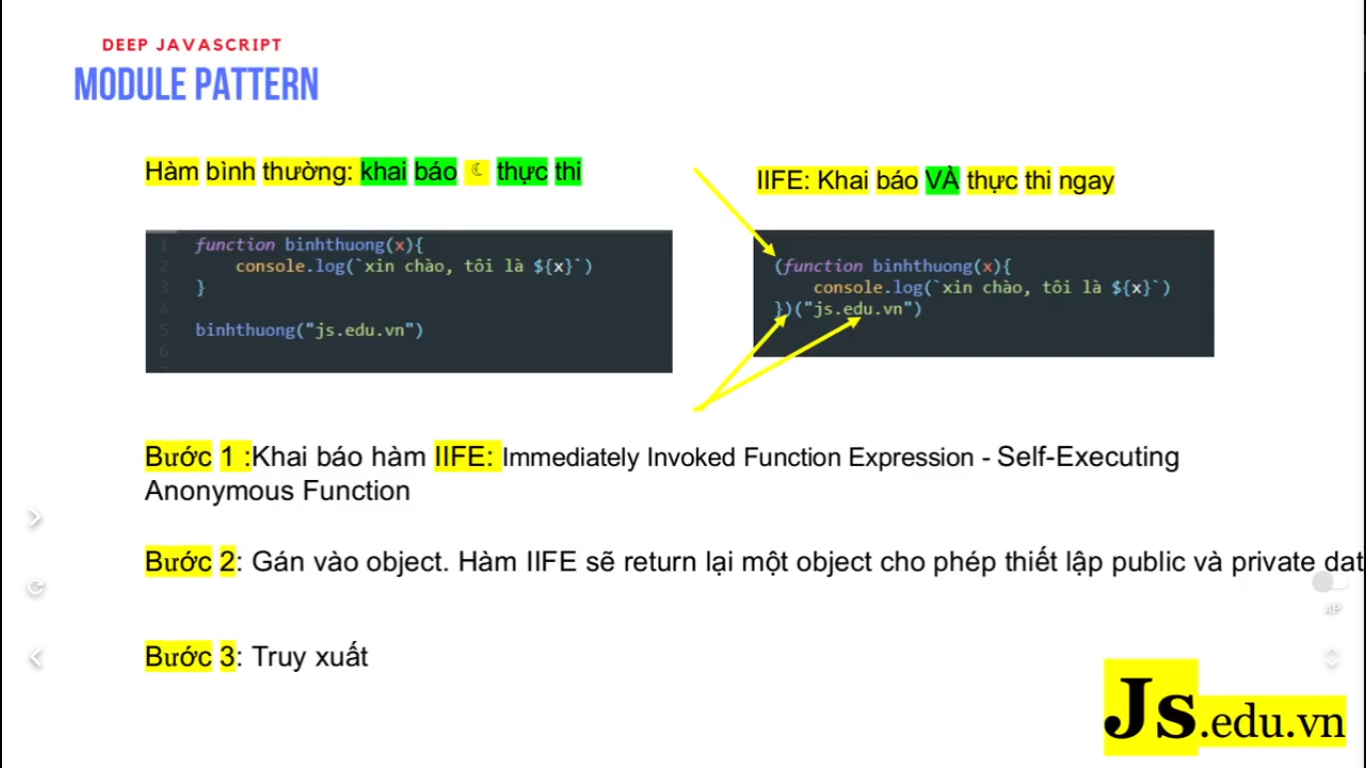 DEEP JAVASCRIPT
MODULE PATTERN
Hàm bình thường: khai báo ☾ thực thi
1 function binhthuong(x){
2 console.log(`xin chào, tôi là ${x}`)
3 }
4
5 binhthuong("js.edu.vn")
6
IIFE: Khai báo VÀ thực thi ngay
(function binhthuong(x){
console.log(`xin chào, tôi là ${x}`)
})("js.edu.vn")
Bước 1 :Khai báo hàm IIFE: Immediately Invoked Function Expression - Self-Executing
Anonymous Function
Bước 2: Gán vào object. Hàm IIFE sẽ return lại một object cho phép thiết lập public và private dat
Bước 3: Truy xuất
AP
Js.edu.vn